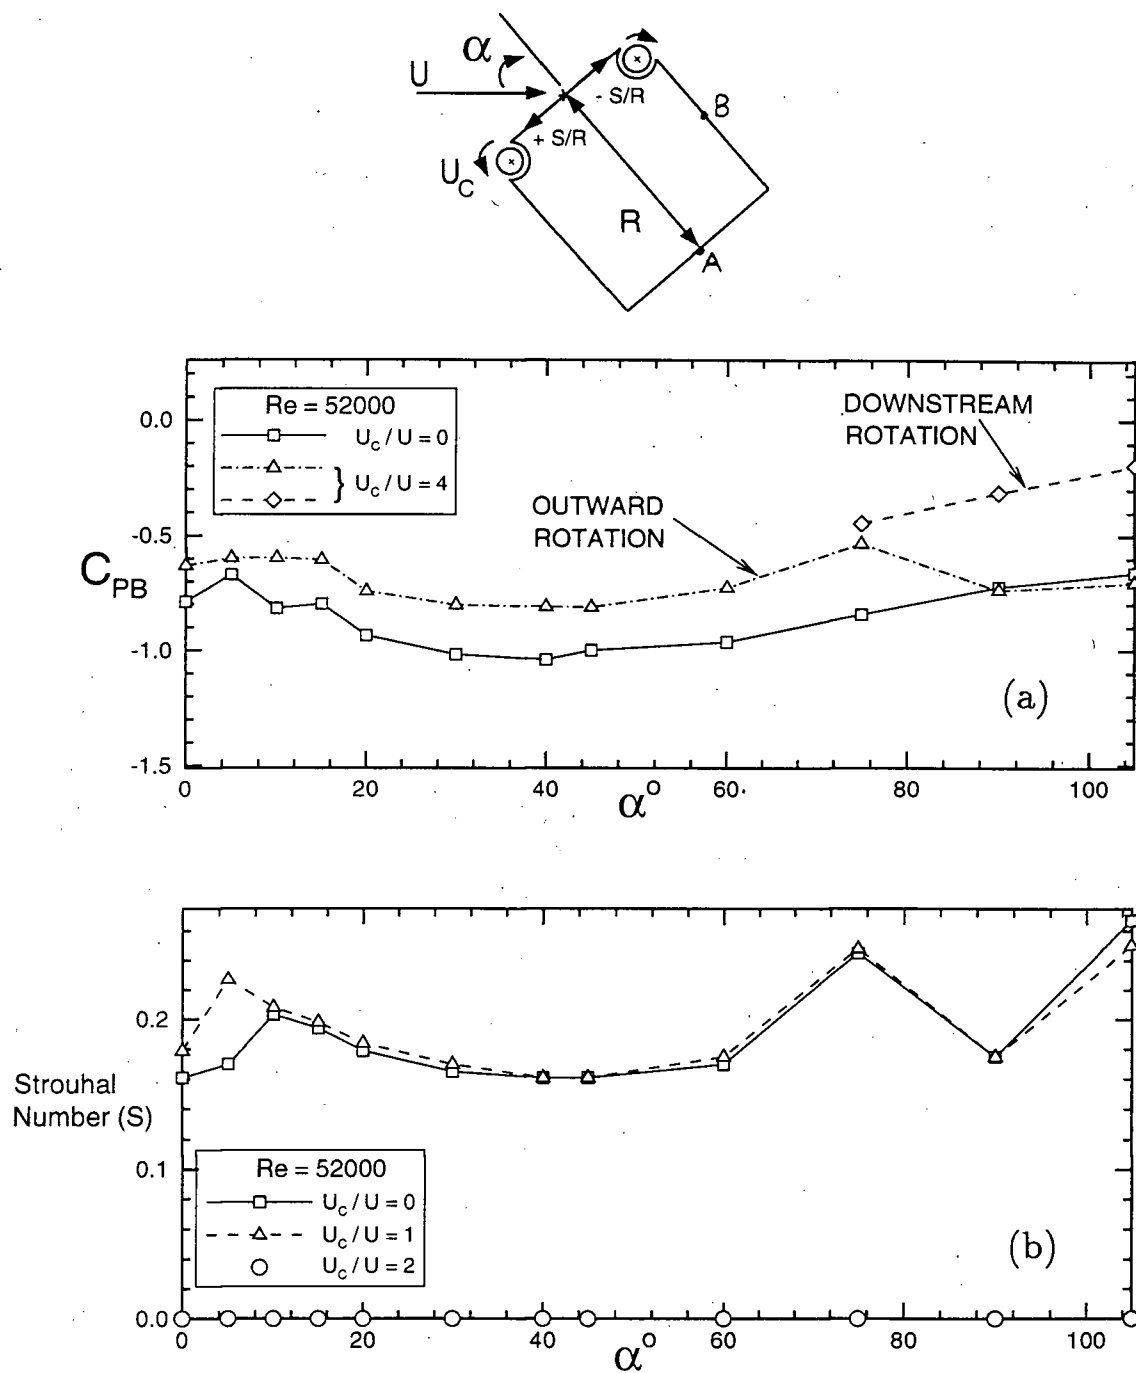 α
U
- S/R
B
+ S/R
U_C
R
A
Re = 52000
U_c / U = 0
} U_c / U = 4
DOWNSTREAM
ROTATION
OUTWARD
ROTATION
C_PB
0.0
-0.5
-1.0
-1.5
(a)
0 20 40 60 80 100
α°
Strouhal
Number (S)
0.2
0.1
0.0
Re = 52000
U_c / U = 0
U_c / U = 1
U_c / U = 2
(b)
0 20 40 60 80 100
α°